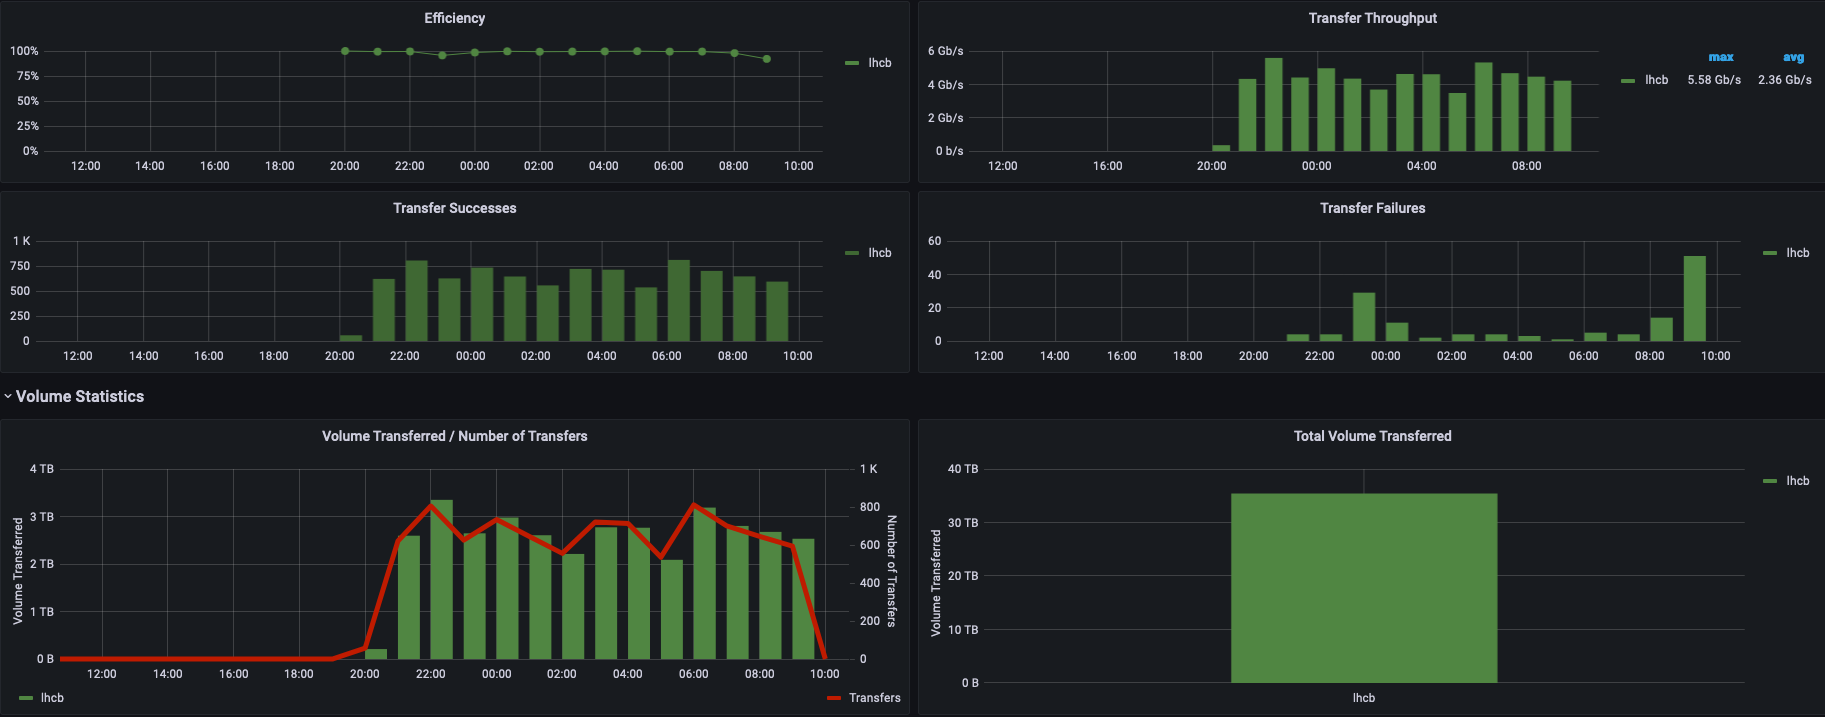 Efficiency
100%
75%
50%
25%
0%
12:00 14:00 16:00 18:00 20:00 22:00 00:00 02:00 04:00 06:00 08:00 10:00
lhcb
Transfer Throughput
6 Gb/s
4 Gb/s
2 Gb/s
0 b/s
12:00 16:00 20:00 00:00 04:00 08:00
max avg
lhcb 5.58 Gb/s 2.36 Gb/s
Transfer Successes
1 K
750
500
250
0
12:00 14:00 16:00 18:00 20:00 22:00 00:00 02:00 04:00 06:00 08:00 10:00
lhcb
Transfer Failures
60
40
20
0
12:00 14:00 16:00 18:00 20:00 22:00 00:00 02:00 04:00 06:00 08:00 10:00
lhcb
Volume Statistics
Volume Transferred / Number of Transfers
Volume Transferred
4 TB
3 TB
2 TB
1 TB
0 B
1 K
800
600
400
200
0
Number of Transfers
12:00 14:00 16:00 18:00 20:00 22:00 00:00 02:00 04:00 06:00 08:00 10:00
lhcb Transfers
Total Volume Transferred
Volume Transferred
40 TB
30 TB
20 TB
10 TB
0 B
lhcb
lhcb